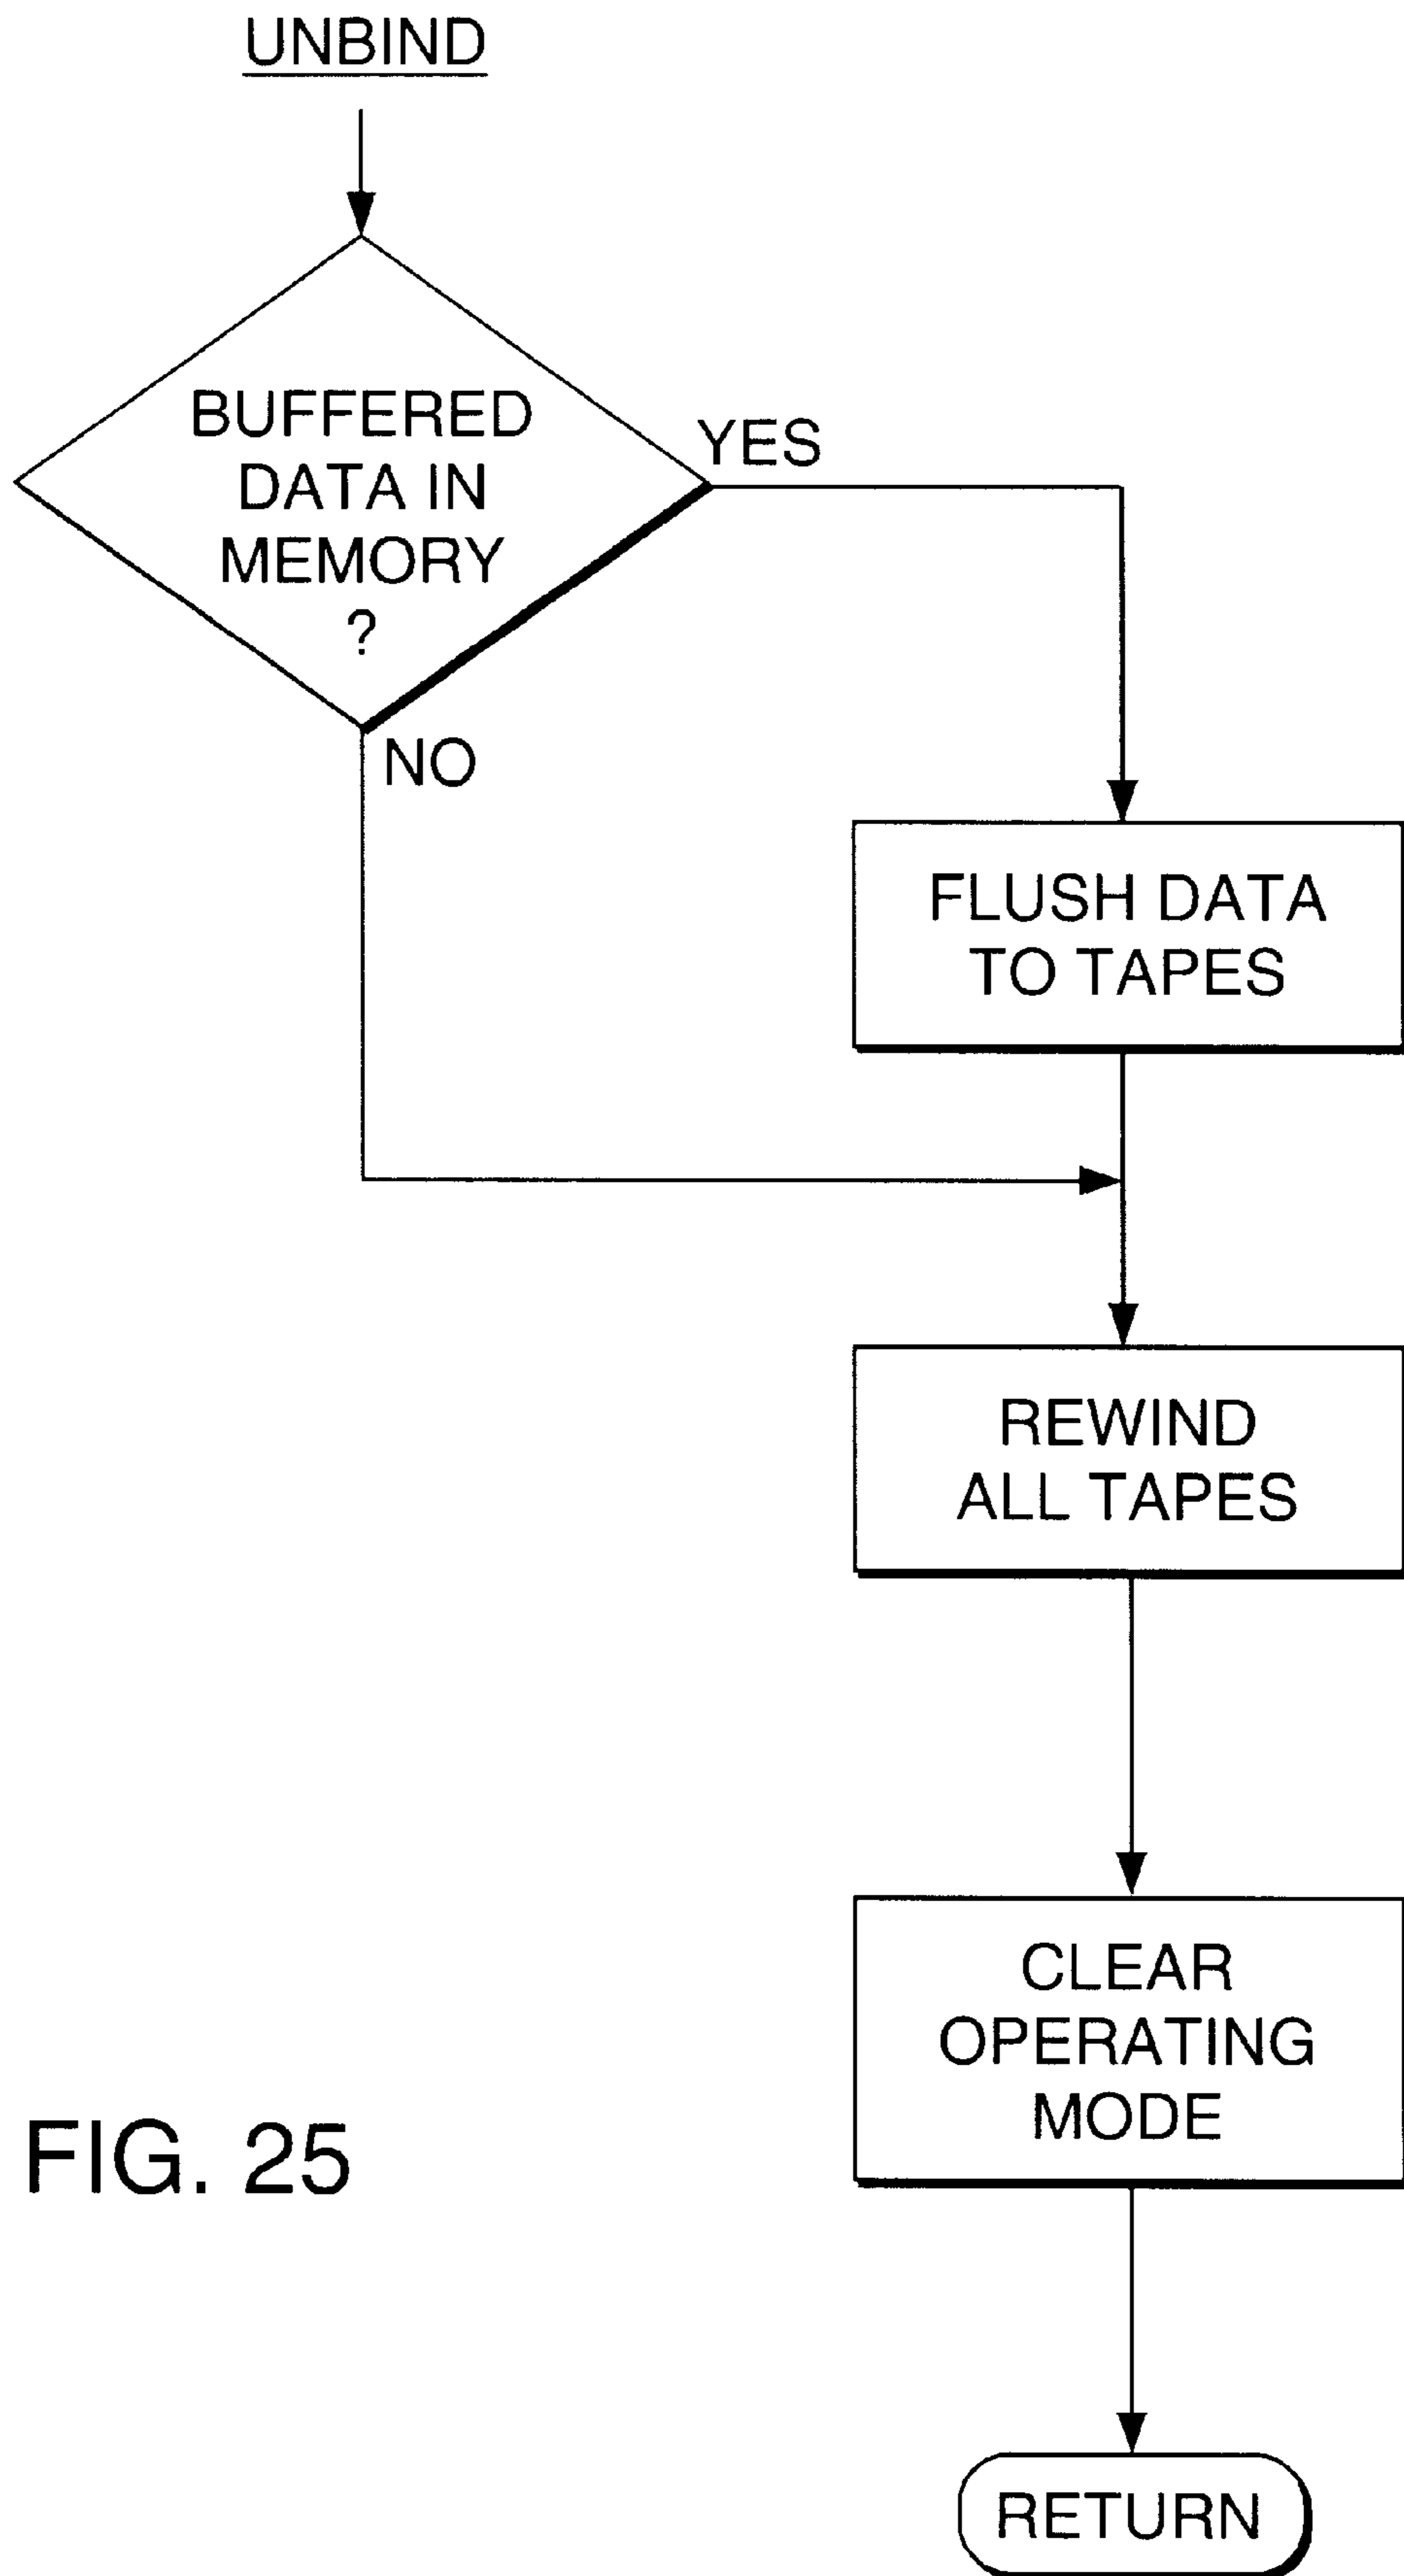 UNBIND
BUFFERED
DATA IN
MEMORY
?
YES
NO
FLUSH DATA
TO TAPES
REWIND
ALL TAPES
CLEAR
OPERATING
MODE
FIG. 25
RETURN